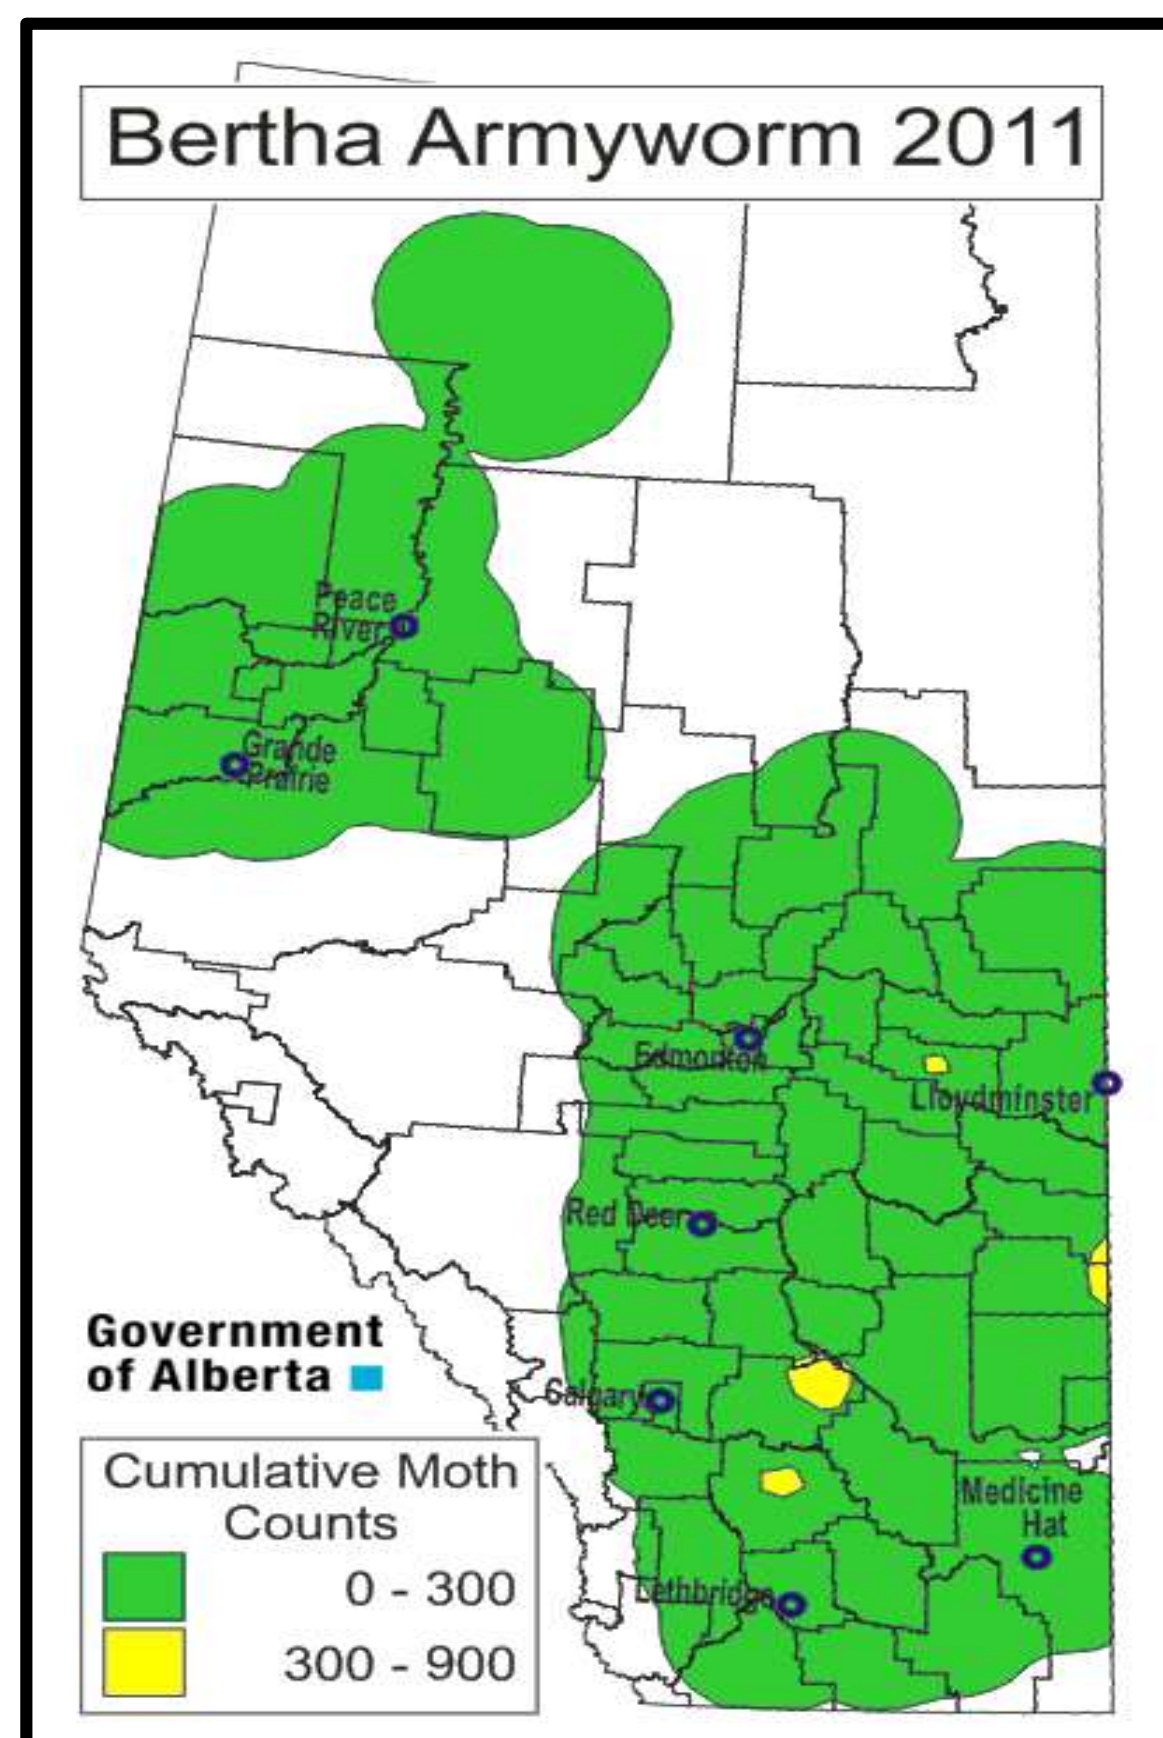 Bertha Armyworm 2011
Peace
River
Grande
Prairie
Edmonton
Lloydminster
Red Deer
Government
of Alberta
Calgary
Cumulative Moth
Counts
0 - 300
300 - 900
Medicine
Hat
Lethbridge